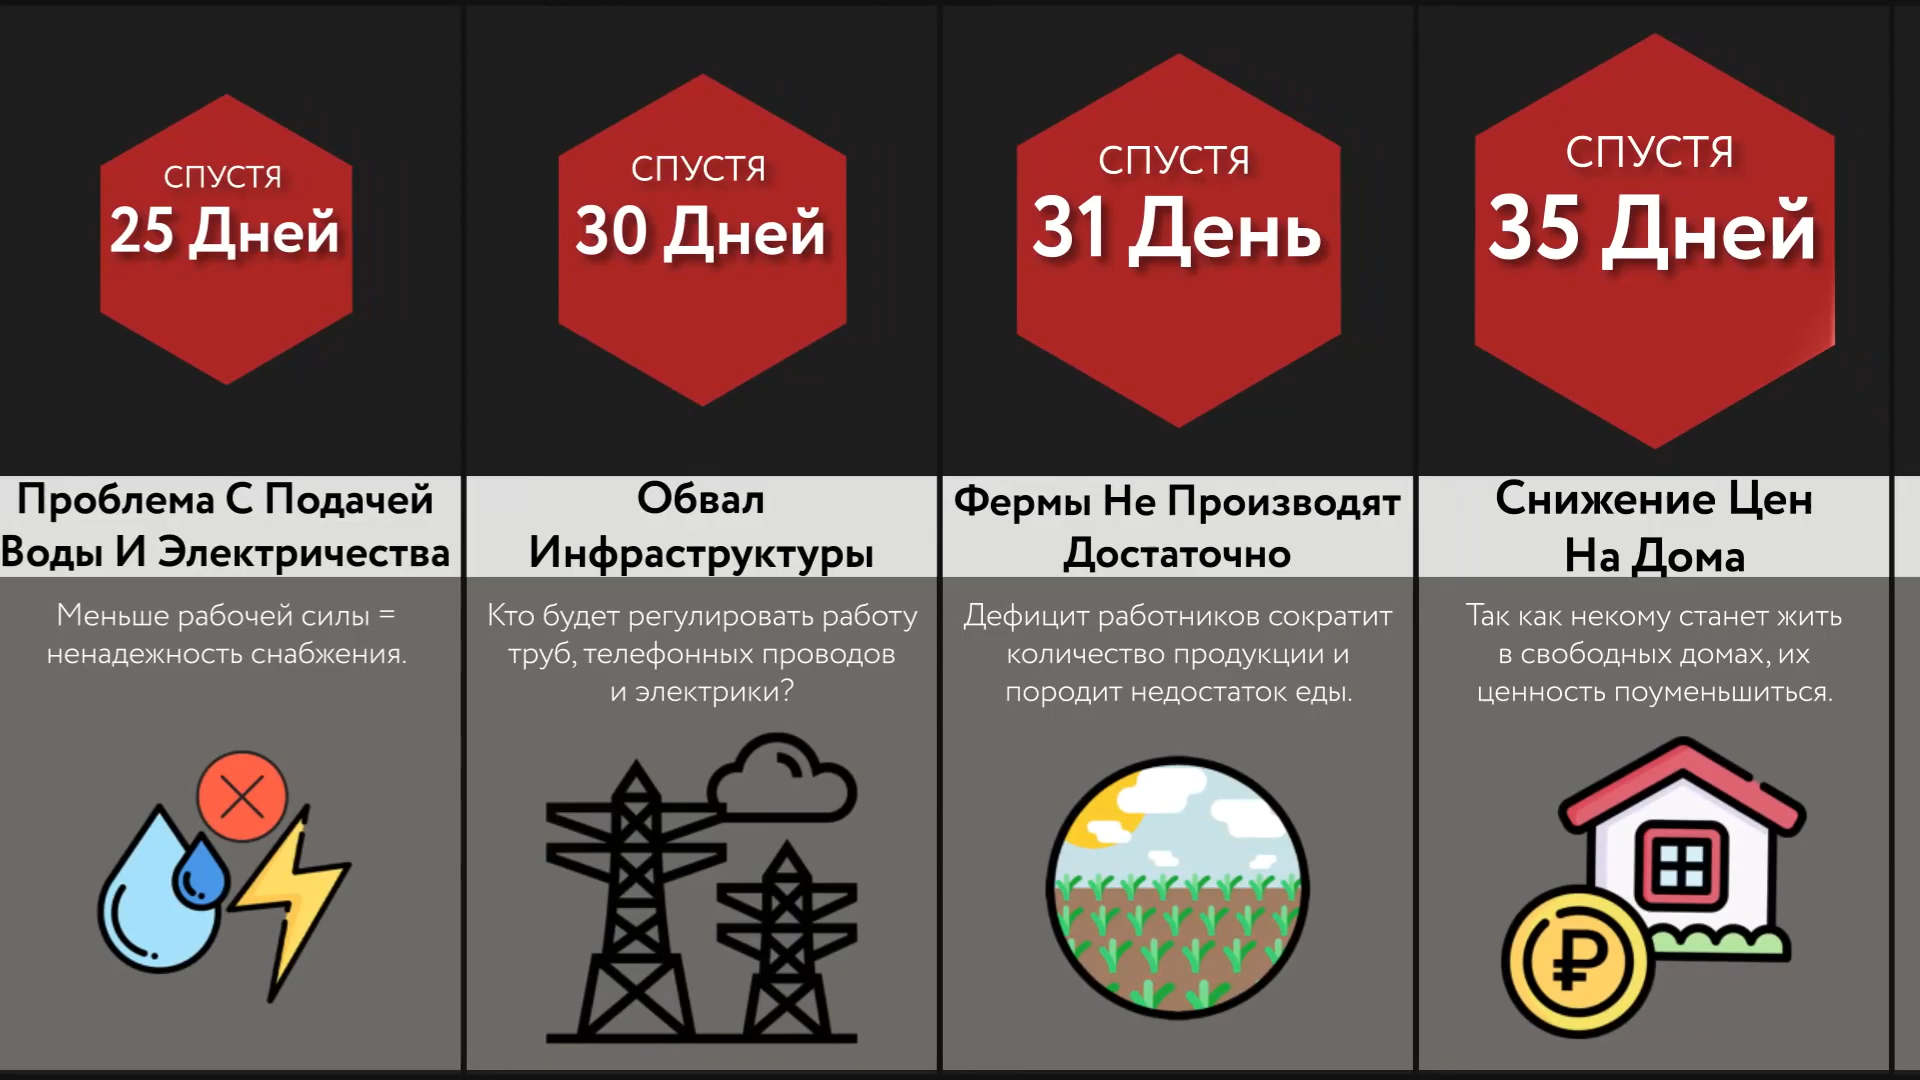 СПУСТЯ
25 Дней
Проблема С Подачей
Воды И Электричества
Меньше рабочей силы =
ненадежность снабжения.
СПУСТЯ
30 Дней
Обвал
Инфраструктуры
Кто будет регулировать работу
труб, телефонных проводов
и электрики?
СПУСТЯ
31 День
Фермы Не Производят
Достаточно
Дефицит работников сократит
количество продукции и
породит недостаток еды.
СПУСТЯ
35 Дней
Снижение Цен
На Дома
Так как некому станет жить
в свободных домах, их
ценность поуменьшиться.